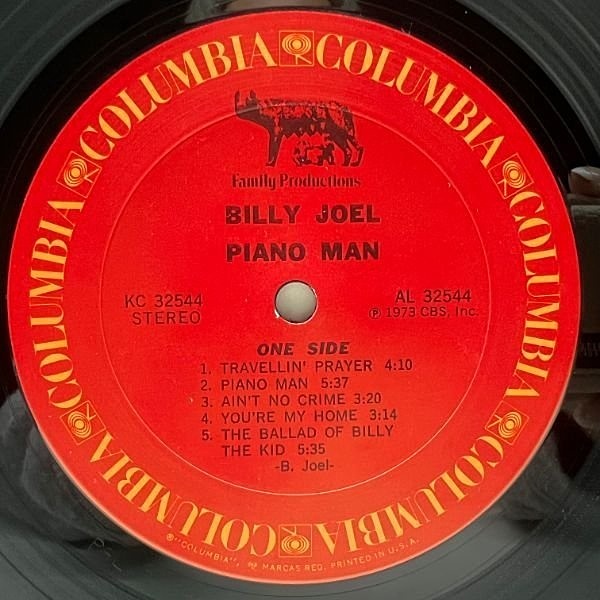 COLUMBIA COLUMBIA COLUMBIA COLUMBIA COLUMBIA COLUMBIA COLUMBIA COLUMBIA
Family Productions
BILLY JOEL
PIANO MAN
KC 32544
STEREO
AL 32544
℗ 1973 CBS, Inc.
ONE SIDE
1. TRAVELLIN' PRAYER 4:10
2. PIANO MAN 5:37
3. AIN'T NO CRIME 3:20
4. YOU'RE MY HOME 3:14
5. THE BALLAD OF BILLY
THE KID 5:35
-B. Joel-
®"COLUMBIA", MARCAS REG. PRINTED IN U.S.A.